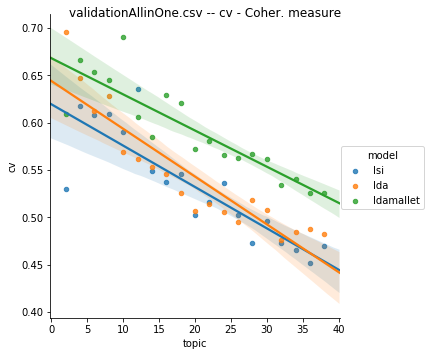 validationAllinOne.csv -- cv - Coher. measure
0.70
0.65
0.60
0.55
0.50
0.45
0.40
cv
0 5 10 15 20 25 30 35 40
topic
model
lsi
lda
ldamallet